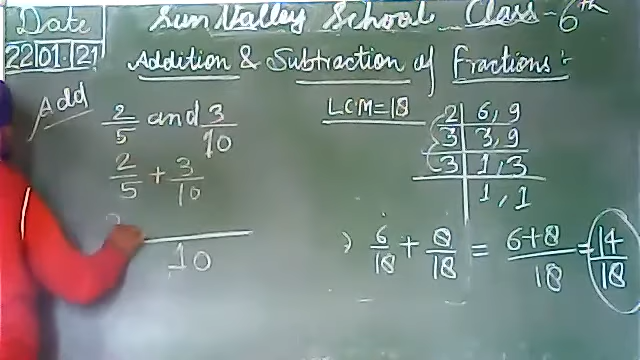 Date Sun Valley School Class - 6th
22/01/21 Addition & Subtraction of Fractions :-
Add
2/5 and 3/10
2/5 + 3/10
10
LCM = 18
2 | 6, 9
3 | 3, 9
3 | 1, 3
1, 1
6/18 + 8/18 = 6+8/18 = 14/18